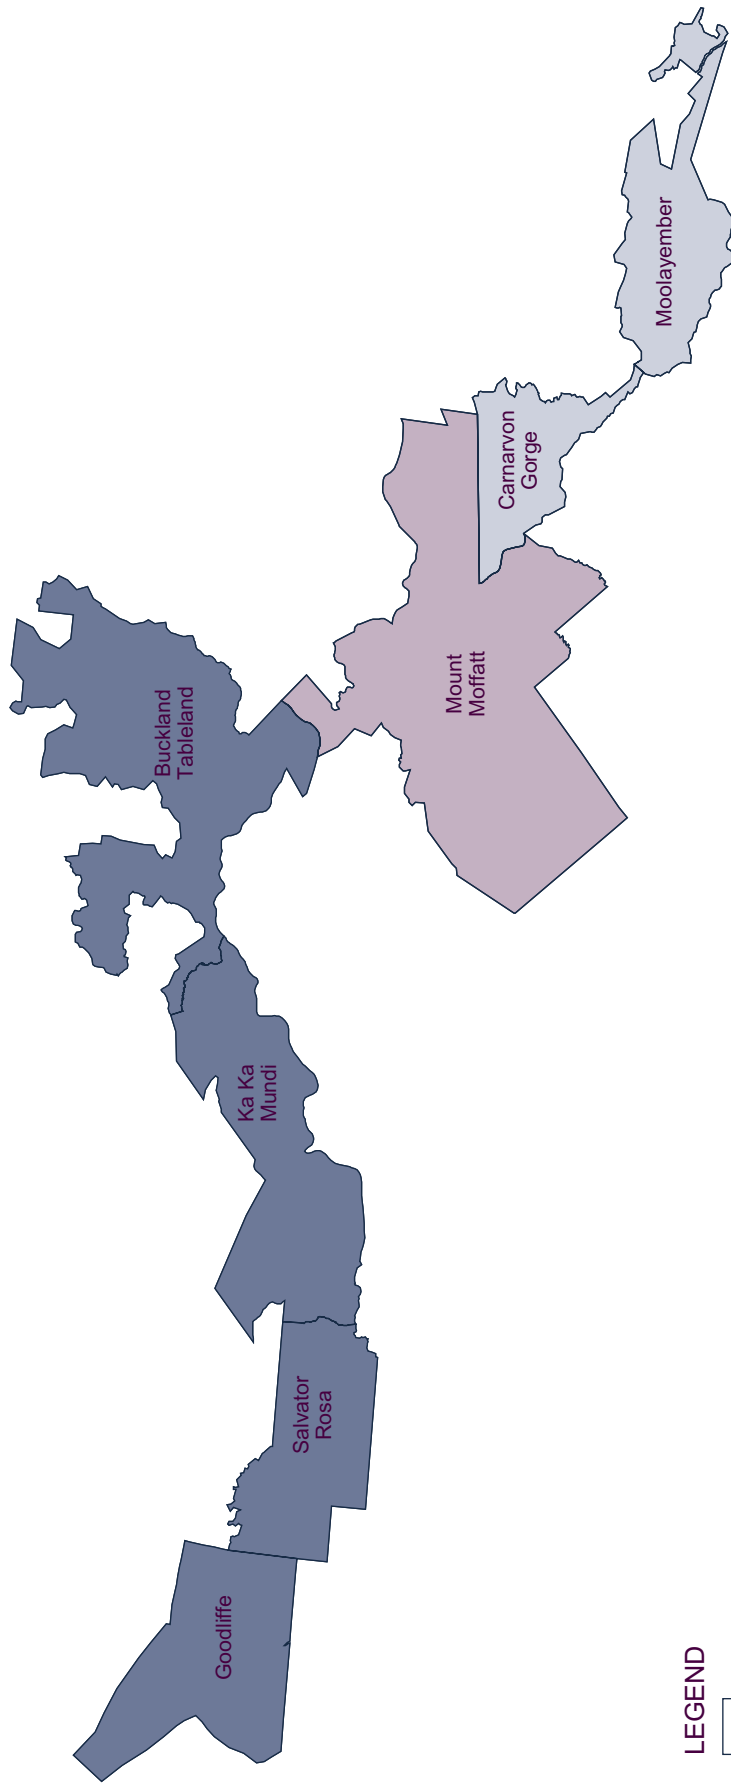 Goodliffe
Salvator
Rosa
Ka Ka
Mundi
Buckland
Tableland
Mount
Moffatt
Carnarvon
Gorge
Moolayember
LEGEND